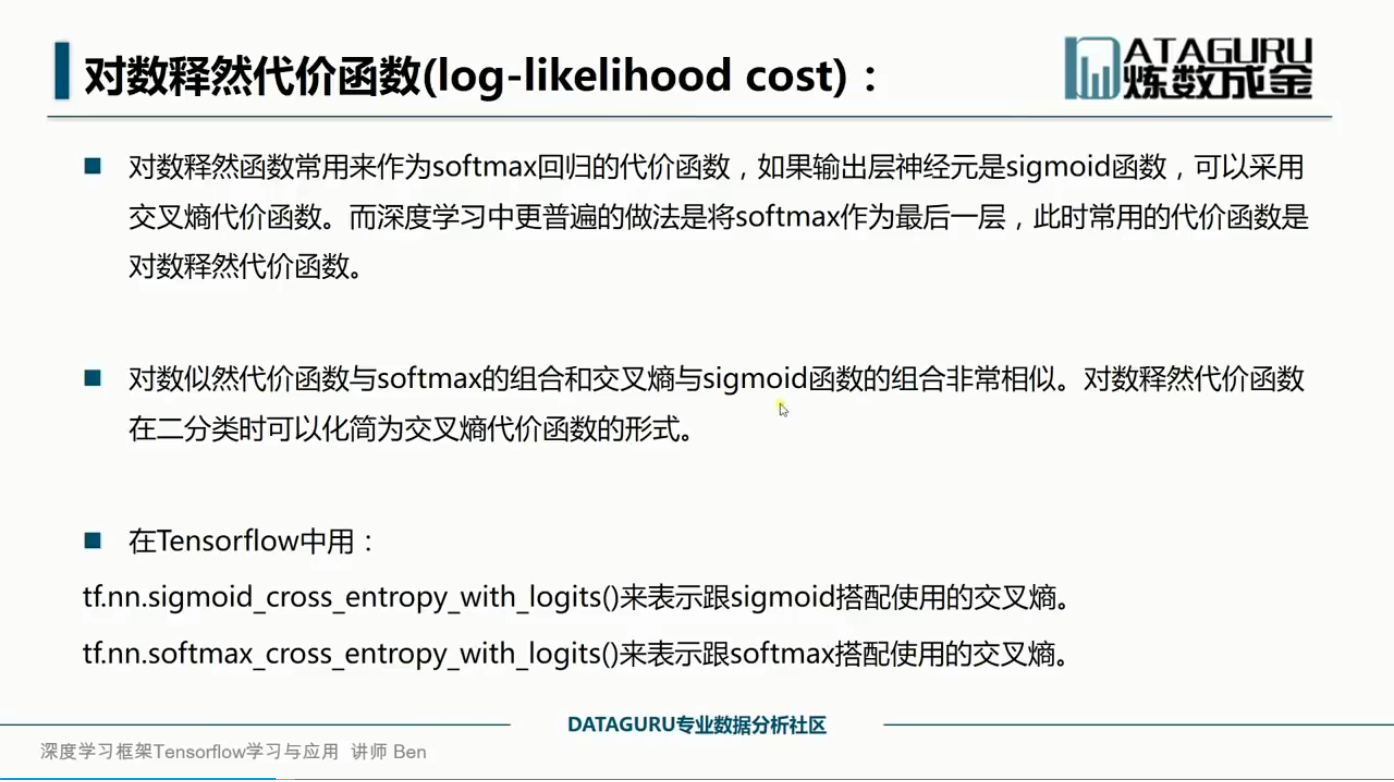 对数释然代价函数(log-likelihood cost)：
DATAGURU
炼数成金
■ 对数释然函数常用来作为softmax回归的代价函数，如果输出层神经元是sigmoid函数，可以采用
交叉熵代价函数。而深度学习中更普遍的做法是将softmax作为最后一层，此时常用的代价函数是
对数释然代价函数。
■ 对数似然代价函数与softmax的组合和交叉熵与sigmoid函数的组合非常相似。对数释然代价函数
在二分类时可以化简为交叉熵代价函数的形式。
■ 在Tensorflow中用：
tf.nn.sigmoid_cross_entropy_with_logits()来表示跟sigmoid搭配使用的交叉熵。
tf.nn.softmax_cross_entropy_with_logits()来表示跟softmax搭配使用的交叉熵。
DATAGURU专业数据分析社区
深度学习框架Tensorflow学习与应用 讲师 Ben